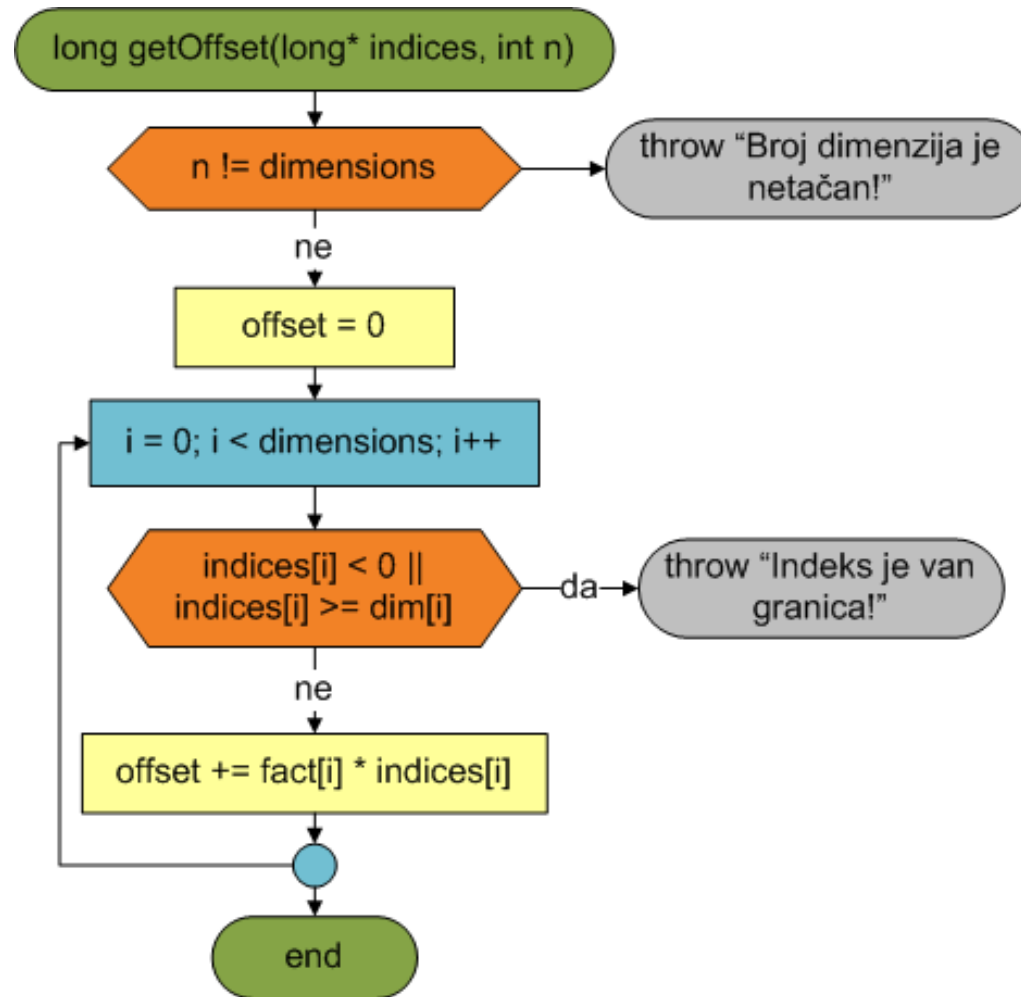 long getOffset(long* indices, int n)
n != dimensions
throw “Broj dimenzija je
netačan!”
ne
offset = 0
i = 0; i < dimensions; i++
indices[i] < 0 ||
indices[i] >= dim[i]
da
throw “Indeks je van
granica!”
ne
offset += fact[i] * indices[i]
end